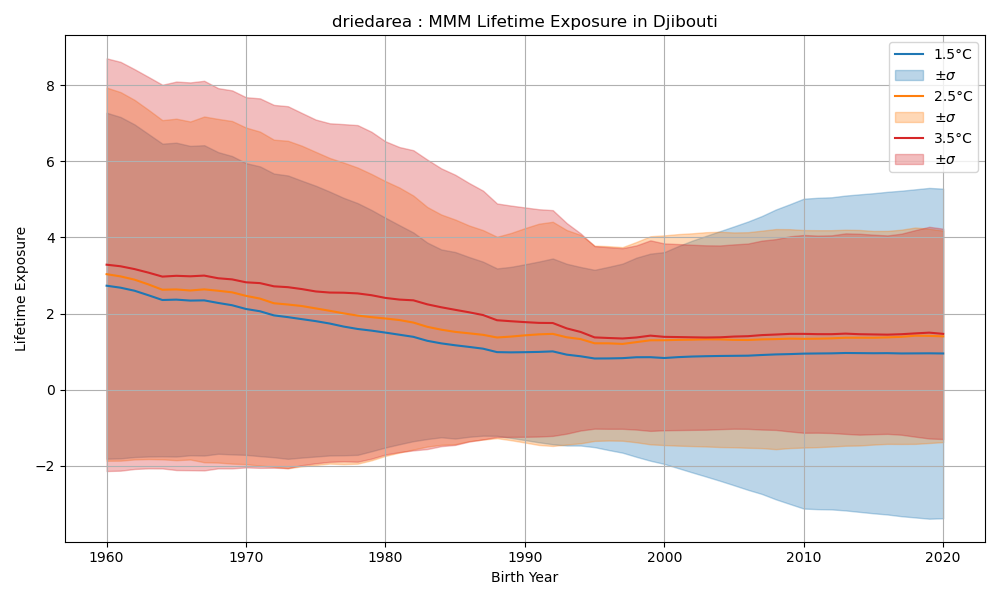 driedarea : MMM Lifetime Exposure in Djibouti
1.5°C
±σ
2.5°C
±σ
3.5°C
±σ
Lifetime Exposure
8
6
4
2
0
−2
1960
1970
1980
1990
2000
2010
2020
Birth Year